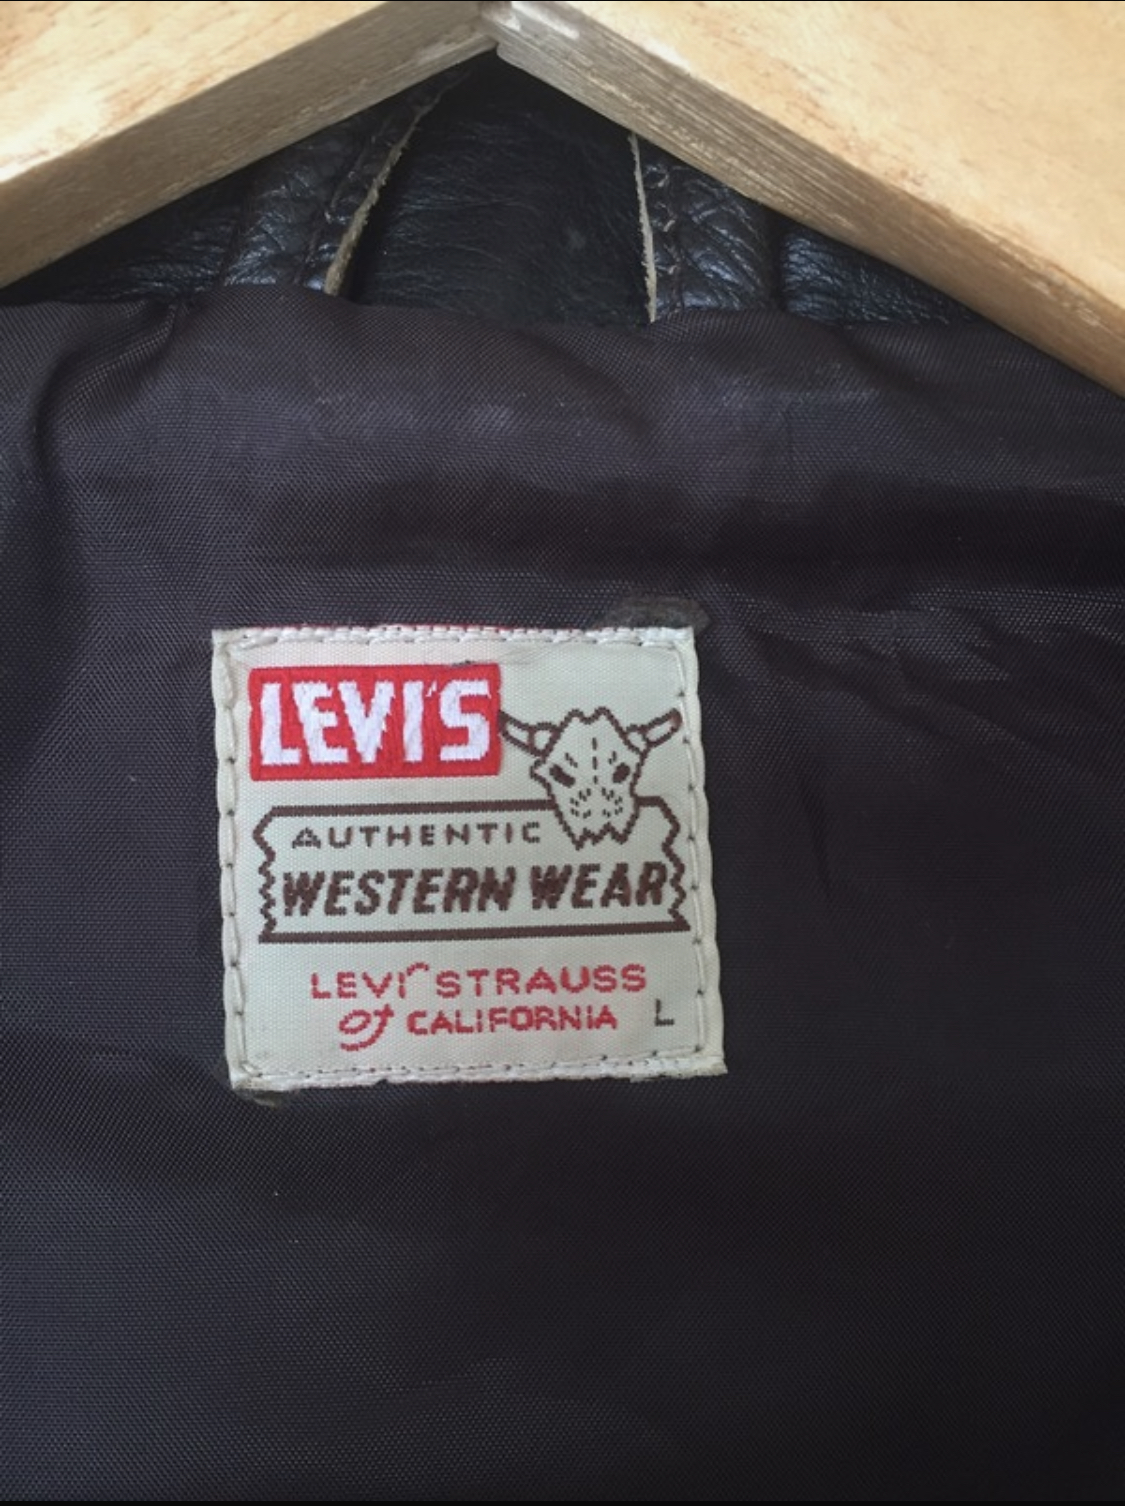 LEVI'S
AUTHENTIC
WESTERN WEAR
LEVI STRAUSS
of CALIFORNIA L